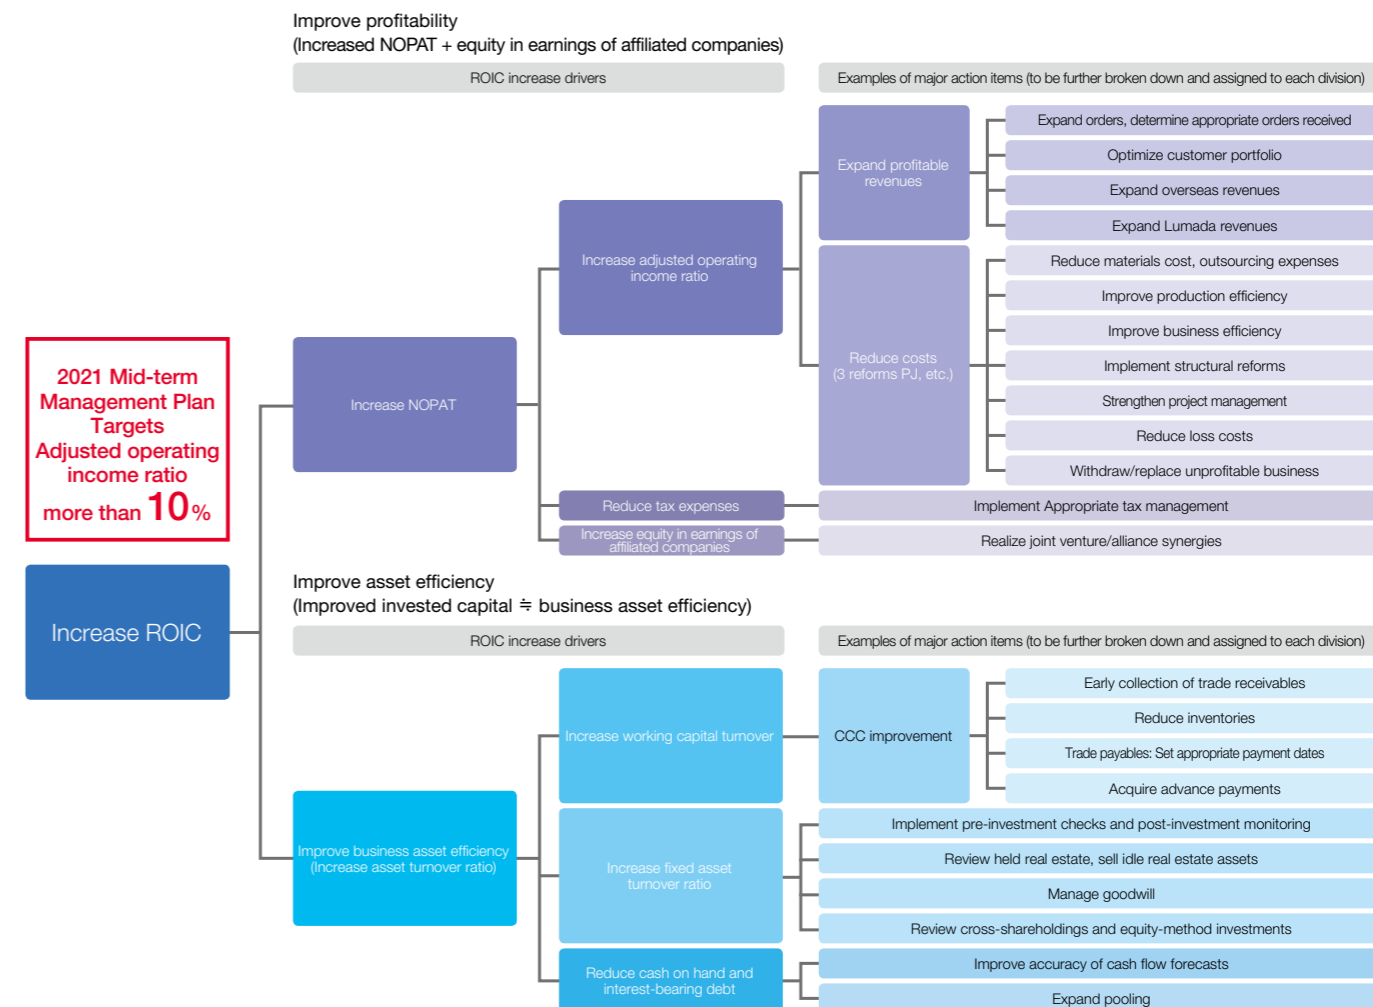 Improve profitability
(Increased NOPAT + equity in earnings of affiliated companies)
ROIC increase drivers
Examples of major action items (to be further broken down and assigned to each division)
2021 Mid-term
Management Plan
Targets
Adjusted operating
income ratio
more than 10%
Increase ROIC
Increase NOPAT
Increase adjusted operating
income ratio
Expand profitable
revenues
Expand orders, determine appropriate orders received
Optimize customer portfolio
Expand overseas revenues
Expand Lumada revenues
Reduce costs
(3 reforms PJ, etc.)
Reduce materials cost, outsourcing expenses
Improve production efficiency
Improve business efficiency
Implement structural reforms
Strengthen project management
Reduce loss costs
Withdraw/replace unprofitable business
Reduce tax expenses
Implement Appropriate tax management
Increase equity in earnings of
affiliated companies
Realize joint venture/alliance synergies
Improve asset efficiency
(Improved invested capital ≒ business asset efficiency)
ROIC increase drivers
Examples of major action items (to be further broken down and assigned to each division)
Improve business asset efficiency
(Increase asset turnover ratio)
Increase working capital turnover
CCC improvement
Early collection of trade receivables
Reduce inventories
Trade payables: Set appropriate payment dates
Acquire advance payments
Increase fixed asset
turnover ratio
Implement pre-investment checks and post-investment monitoring
Review held real estate, sell idle real estate assets
Manage goodwill
Review cross-shareholdings and equity-method investments
Reduce cash on hand and
interest-bearing debt
Improve accuracy of cash flow forecasts
Expand pooling